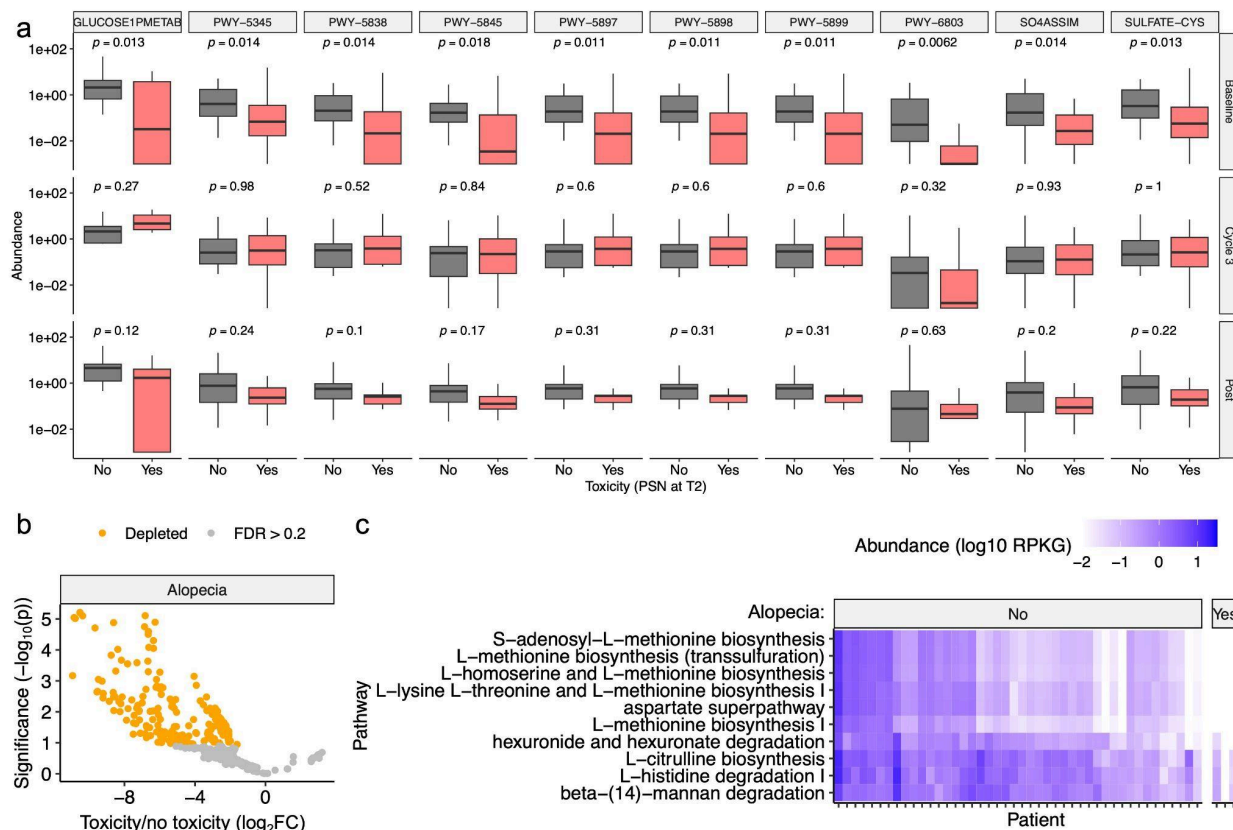 a
GLUCOSE1PMETAB PWY−5345 PWY−5838 PWY−5845 PWY−5897 PWY−5898 PWY−5899 PWY−6803 SO4ASSIM SULFATE−CYS
p = 0.013 p = 0.014 p = 0.014 p = 0.018 p = 0.011 p = 0.011 p = 0.011 p = 0.0062 p = 0.014 p = 0.013
1e+02
1e+00
1e−02
Baseline
p = 0.27 p = 0.98 p = 0.52 p = 0.84 p = 0.6 p = 0.6 p = 0.6 p = 0.32 p = 0.93 p = 1
1e+02
1e+00
1e−02
Cycle 3
Abundance
p = 0.12 p = 0.24 p = 0.1 p = 0.17 p = 0.31 p = 0.31 p = 0.31 p = 0.63 p = 0.2 p = 0.22
1e+02
1e+00
1e−02
Post
No Yes No Yes No Yes No Yes No Yes No Yes No Yes No Yes No Yes No Yes
Toxicity (PSN at T2)
b
Depleted FDR > 0.2
Alopecia
5
4
3
2
1
0
Significance (−log10(p))
−8 −4 0
Toxicity/no toxicity (log2FC)
c
Abundance (log10 RPKG)
−2 −1 0 1
Alopecia: No Yes
S−adenosyl−L−methionine biosynthesis
L−methionine biosynthesis (transsulfuration)
L−homoserine and L−methionine biosynthesis
L−lysine L−threonine and L−methionine biosynthesis I
aspartate superpathway
L−methionine biosynthesis I
hexuronide and hexuronate degradation
L−citrulline biosynthesis
L−histidine degradation I
beta−(14)−mannan degradation
Pathway
Patient